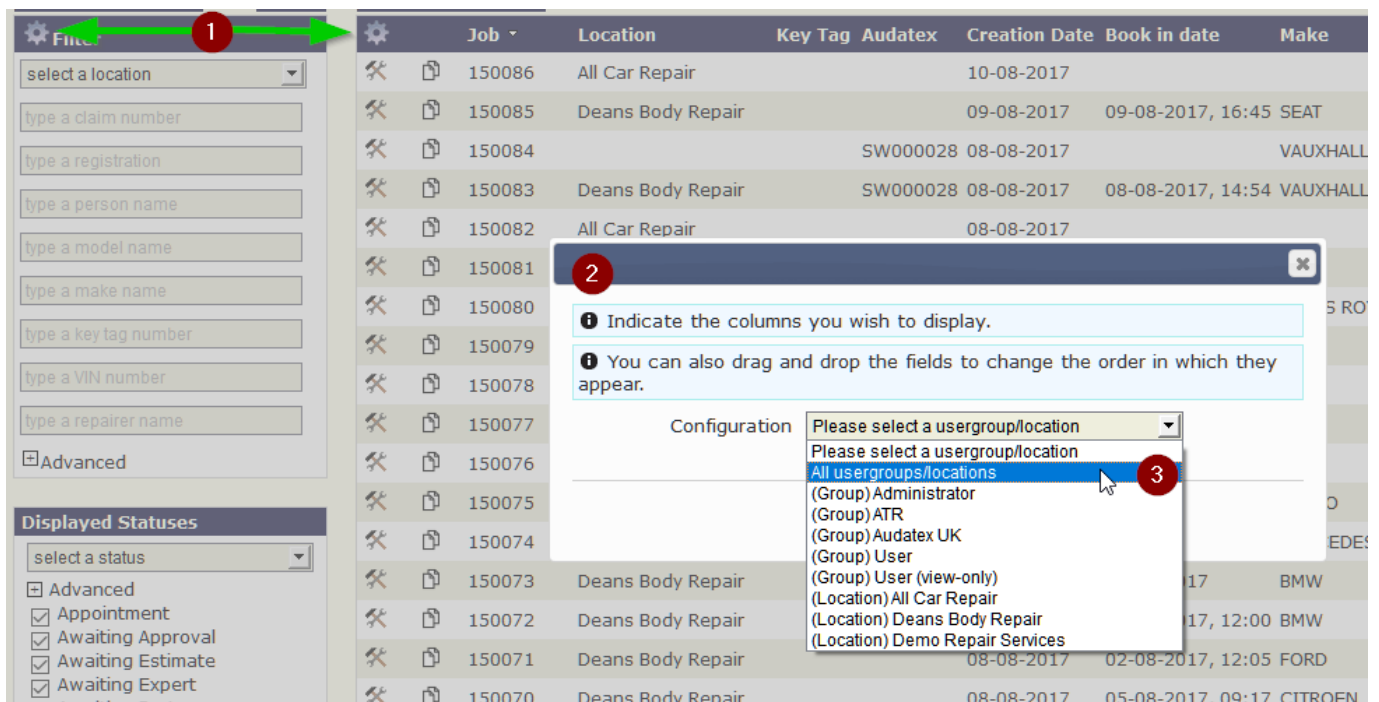 Filter
1
Job Location Key Tag Audatex Creation Date Book in date Make
select a location
150086 All Car Repair 10-08-2017
type a claim number
150085 Deans Body Repair 09-08-2017 09-08-2017, 16:45 SEAT
type a registration
150084 SW000028 08-08-2017 VAUXHALL
150083 Deans Body Repair SW000028 08-08-2017 08-08-2017, 14:54 VAUXHALL
type a person name
150082 All Car Repair 08-08-2017
type a model name
150081
2
type a make name
150080
S RO
Indicate the columns you wish to display.
type a key tag number
150079
You can also drag and drop the fields to change the order in which they
appear.
type a VIN number
150078
type a repairer name
150077
Configuration Please select a usergroup/location
Please select a usergroup/location
Advanced
150076
All usergroups/locations
3
(Group) Administrator
150075
O
(Group) ATR
Displayed Statuses
(Group) Audatex UK
150074
EDES
select a status
(Group) User
(Group) User (view-only)
150073 Deans Body Repair 17 BMW
Advanced
(Location) All Car Repair
Appointment
150072 Deans Body Repair 17, 12:00 BMW
(Location) Deans Body Repair
Awaiting Approval
(Location) Demo Repair Services
150071 Deans Body Repair 08-08-2017 02-08-2017, 12:05 FORD
Awaiting Estimate
Awaiting Expert
150070 Deans Body Repair 08-08-2017 05-08-2017, 09:17 CITROEN